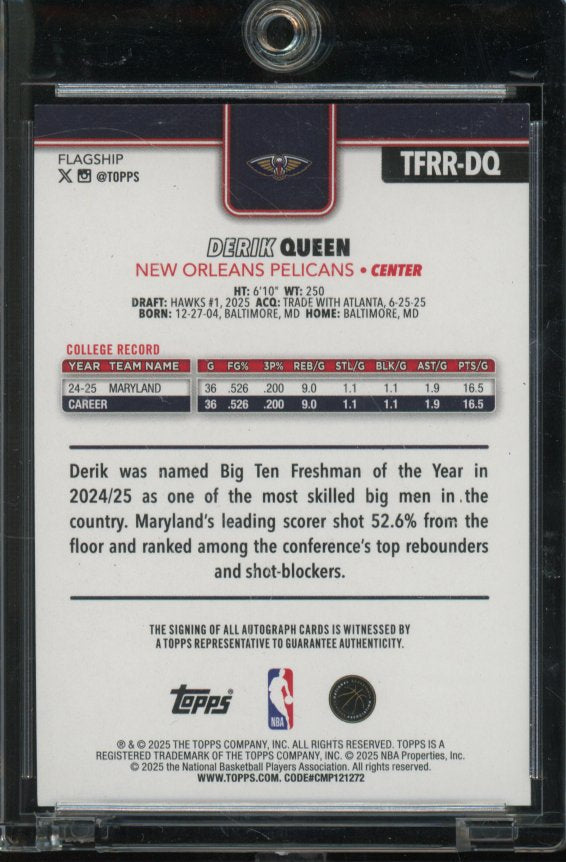 FLAGSHIP
TFRR-DQ
X @TOPPS
DERIK QUEEN
NEW ORLEANS PELICANS • CENTER
HT: 6'10" WT: 250
DRAFT: HAWKS #1, 2025 ACQ: TRADE WITH ATLANTA, 6-25-25
BORN: 12-27-04, BALTIMORE, MD HOME: BALTIMORE, MD
COLLEGE RECORD
YEAR TEAM NAME G FG% 3P% REB/G STL/G BLK/G AST/G PTS/G
24-25 MARYLAND 36 .526 .200 9.0 1.1 1.1 1.9 16.5
CAREER 36 .526 .200 9.0 1.1 1.1 1.9 16.5
Derik was named Big Ten Freshman of the Year in
2024/25 as one of the most skilled big men in the
country. Maryland's leading scorer shot 52.6% from the
floor and ranked among the conference's top rebounders
and shot-blockers.
THE SIGNING OF ALL AUTOGRAPH CARDS IS WITNESSED BY
A TOPPS REPRESENTATIVE TO GUARANTEE AUTHENTICITY.
topps®
NBA
® & © 2025 THE TOPPS COMPANY, INC. ALL RIGHTS RESERVED. TOPPS IS A
REGISTERED TRADEMARK OF THE TOPPS COMPANY, INC. © 2025 NBA Properties, Inc.
© 2025 the National Basketball Players Association. All rights reserved.
WWW.TOPPS.COM. CODE#CMP121272